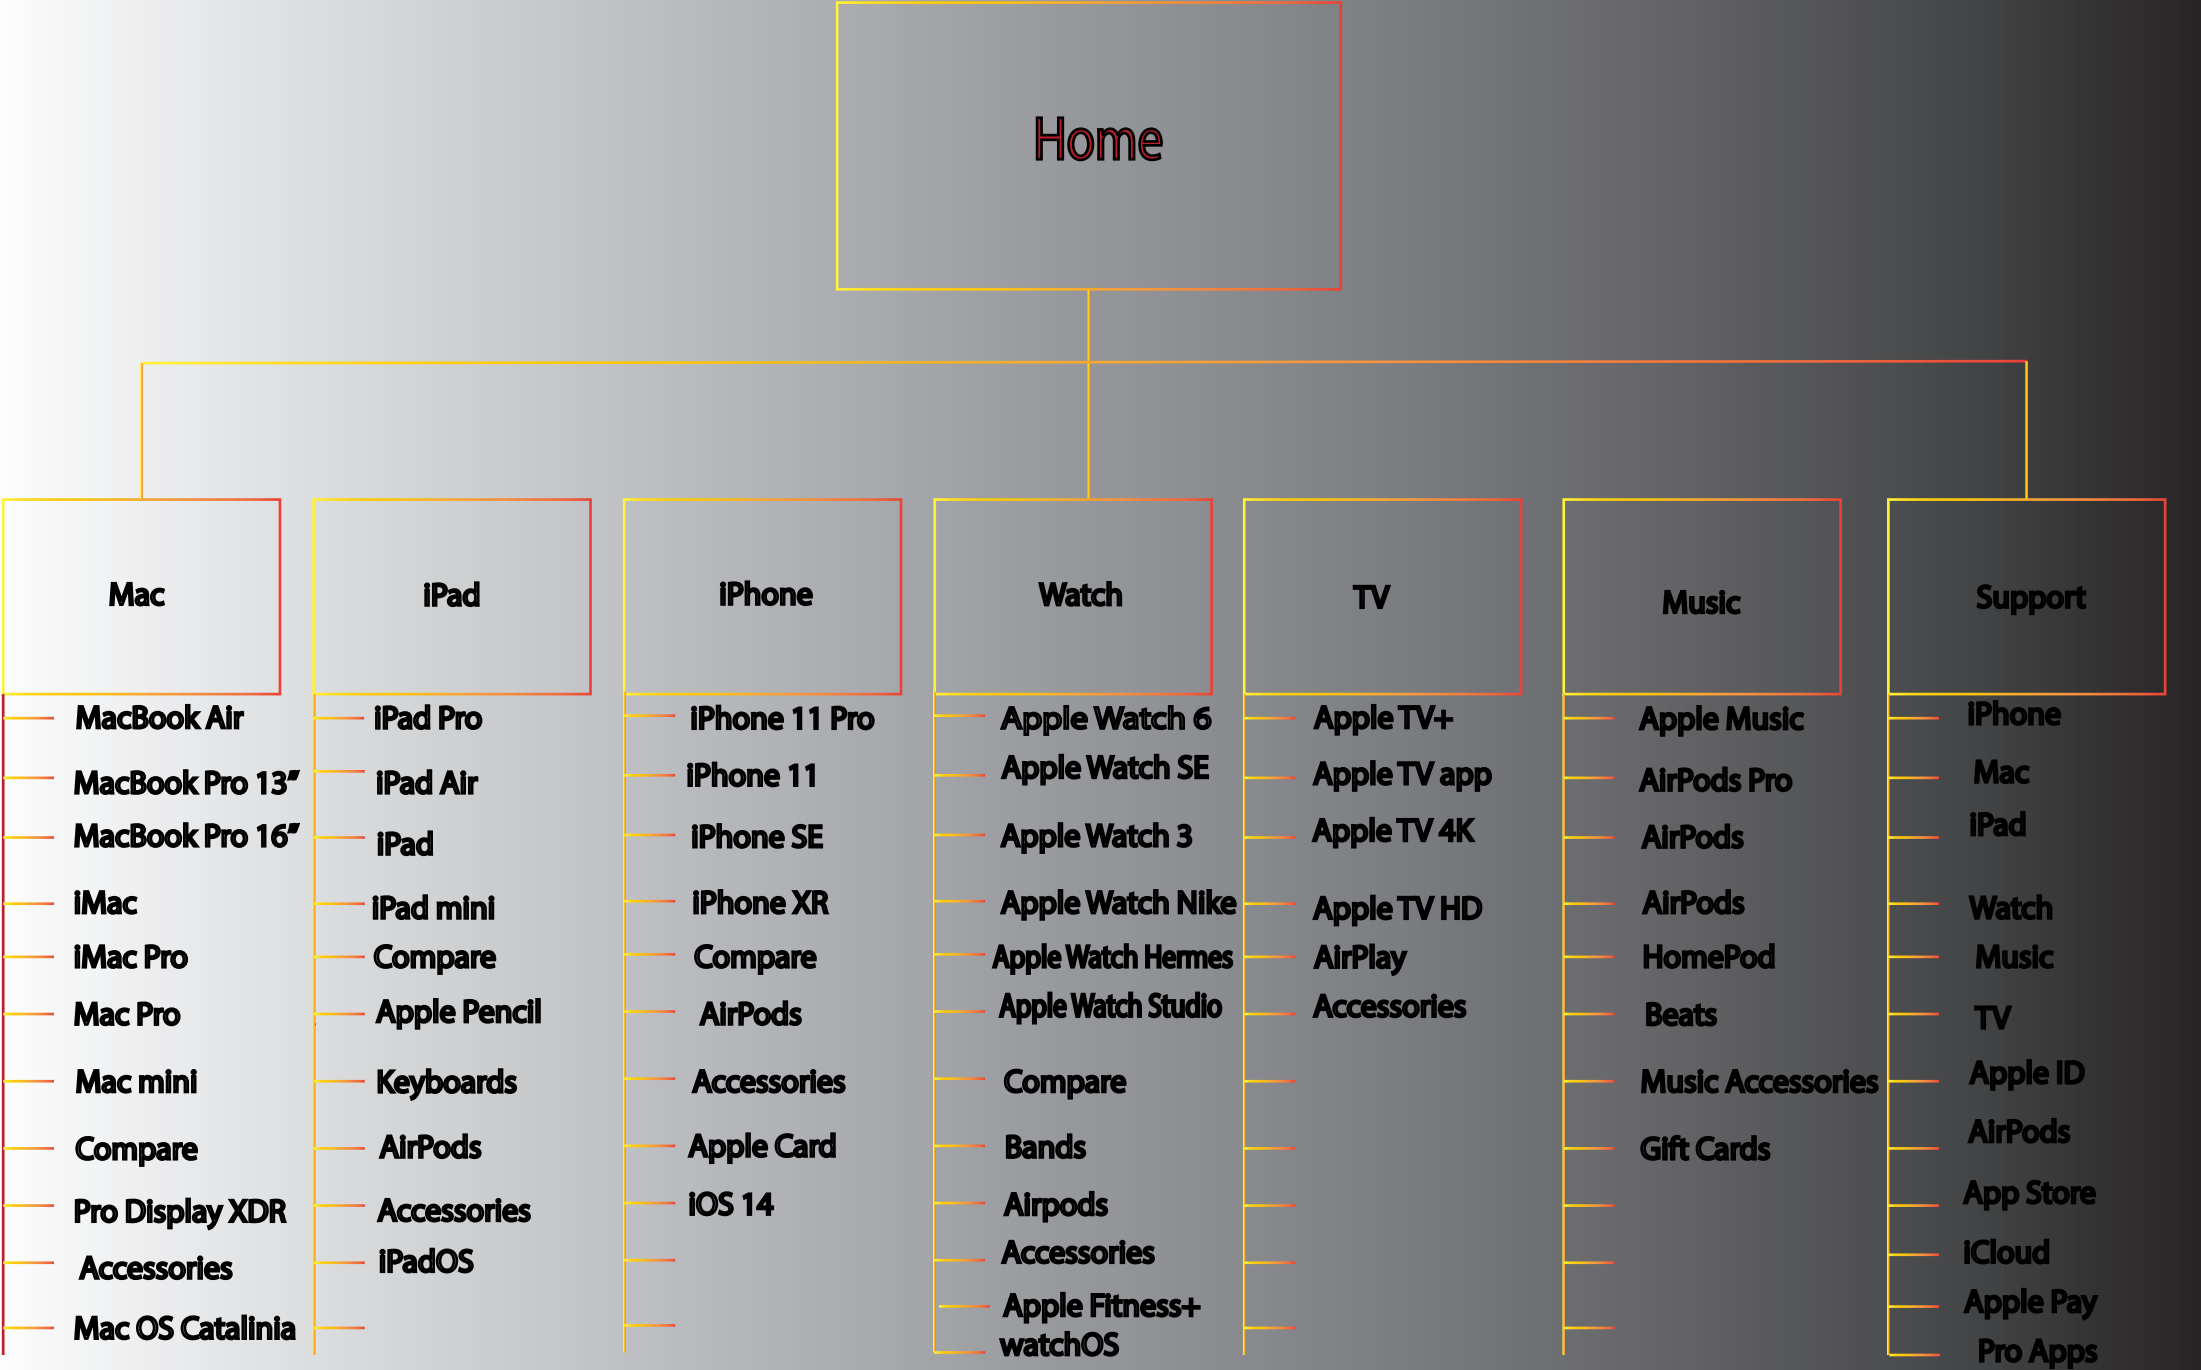 Home
Mac
iPad
iPhone
Watch
TV
Music
Support
MacBook Air
MacBook Pro 13”
MacBook Pro 16”
iMac
iMac Pro
Mac Pro
Mac mini
Compare
Pro Display XDR
Accessories
Mac OS Catalinia
iPad Pro
iPad Air
iPad
iPad mini
Compare
Apple Pencil
Keyboards
AirPods
Accessories
iPadOS
iPhone 11 Pro
iPhone 11
iPhone SE
iPhone XR
Compare
AirPods
Accessories
Apple Card
iOS 14
Apple Watch 6
Apple Watch SE
Apple Watch 3
Apple Watch Nike
Apple Watch Hermes
Apple Watch Studio
Compare
Bands
Airpods
Accessories
Apple Fitness+
watchOS
Apple TV+
Apple TV app
Apple TV 4K
Apple TV HD
AirPlay
Accessories
Apple Music
AirPods Pro
AirPods
AirPods
HomePod
Beats
Music Accessories
Gift Cards
iPhone
Mac
iPad
Watch
Music
TV
Apple ID
AirPods
App Store
iCloud
Apple Pay
Pro Apps